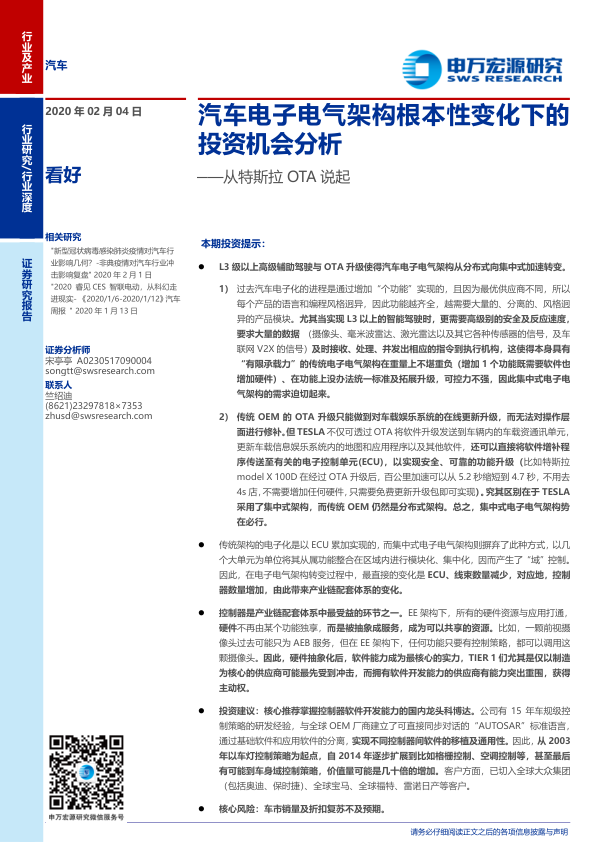 行业及产业
汽车
申万宏源研究
SWS RESEARCH
行业研究/行业深度
证券研究报告
2020 年 02 月 04 日
看好
汽车电子电气架构根本性变化下的
投资机会分析
——从特斯拉 OTA 说起
相关研究
"新型冠状病毒感染肺炎疫情对汽车行
业影响几何？-非典疫情对汽车行业冲
击影响复盘" 2020 年 2 月 1 日
"2020 睿见 CES 智联电动，从科幻走
进现实-《2020/1/6-2020/1/12》汽车
周报 " 2020 年 1 月 13 日
证券分析师
宋亭亭 A0230517090004
songtt@swsresearch.com
联系人
竺绍迪
(8621)23297818×7353
zhusd@swsresearch.com
本期投资提示：
● L3 级以上高级辅助驾驶与 OTA 升级使得汽车电子电气架构从分布式向集中式加速转变。
1） 过去汽车电子化的进程是通过增加 "个功能" 实现的，且因为最优供应商不同，所以
每个产品的语言和编程风格迥异，因此功能越齐全，越需要大量的、分离的、风格迥
异的产品模块。尤其当实现 L3 以上的智能驾驶时，更需要高级别的安全及反应速度，
要求大量的数据 （摄像头、毫米波雷达、激光雷达以及其它各种传感器的信号，及车
联网 V2X 的信号）及时接收、处理、并发出相应的指令到执行机构，这使得本身具有
"有限承载力" 的传统电子电气架构在重量上不堪重负（增加 1 个功能既需要软件也
增加硬件）、在功能上没办法统一标准及拓展升级，可控力不强，因此集中式电子电
气架构的需求迫切起来。
2） 传统 OEM 的 OTA 升级只能做到对车载娱乐系统的在线更新升级，而无法对操作层
面进行修补。但 TESLA 不仅可透过 OTA 将软件升级发送到车辆内的车载资通讯单元，
更新车载信息娱乐系统内的地图和应用程序以及其他软件，还可以直接将软件增补程
序传送至有关的电子控制单元(ECU)，以实现安全、可靠的功能升级（比如特斯拉
model X 100D 在经过 OTA 升级后，百公里加速可以从 5.2 秒缩短到 4.7 秒，不用去
4s 店，不需要增加任何硬件，只需要免费更新升级包即可实现）。究其区别在于 TESLA
采用了集中式架构，而传统 OEM 仍然是分布式架构。总之，集中式电子电气架构势
在必行。
● 传统架构的电子化是以 ECU 累加实现的，而集中式电子电气架构则摒弃了此种方式，以几
个大单元为单位将其从属功能整合在区域内进行模块化、集中化，因而产生了 "域" 控制。
因此，在电子电气架构转变过程中，最直接的变化是 ECU、线束数量减少，对应地，控制
器数量增加，由此带来产业链配套体系的变化。
● 控制器是产业链配套体系中最受益的环节之一。EE 架构下，所有的硬件资源与应用打通，
硬件不再由某个功能独享，而是被抽象成服务，成为可以共享的资源。比如，一颗前视摄
像头过去可能只为 AEB 服务，但在 EE 架构下，任何功能只要有控制策略，都可以调用这
颗摄像头。因此，硬件抽象化后，软件能力成为最核心的实力，TIER 1 们尤其是仅以制造
为核心的供应商可能最先受到冲击，而拥有软件开发能力的供应商有能力突出重围，获得
主动权。
● 投资建议：核心推荐掌握控制器软件开发能力的国内龙头科博达。公司有 15 年车规级控
制策略的研发经验，与全球 OEM 厂商建立了可直接同步对话的 "AUTOSAR" 标准语言，
通过基础软件和应用软件的分离，实现不同控制器间软件的移植及通用性。因此，从 2003
年以车灯控制策略为起点，自 2014 年逐步扩展到比如格栅控制、空调控制等，甚至最后
有可能到车身域控制策略，价值量可能是几十倍的增加。客户方面，已切入全球大众集团
（包括奥迪、保时捷）、全球宝马、全球福特、雷诺日产等客户。
● 核心风险：车市销量及折扣复苏不及预期。
申万宏源研究微信服务号
请务必仔细阅读正文之后的各项信息披露与声明